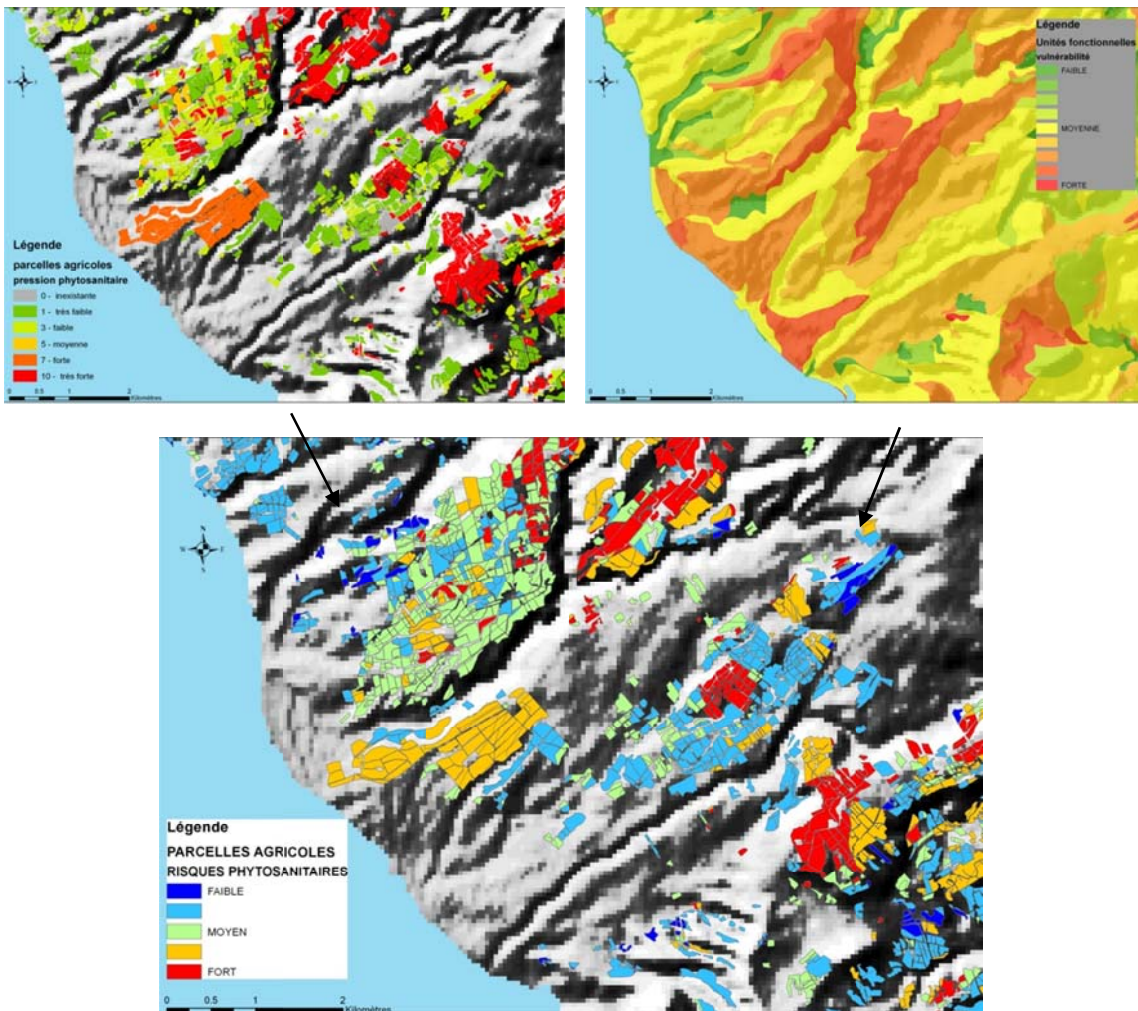 Légende
parcelles agricoles
pression phytosanitaire
0 - inexistante
1 - très faible
3 - faible
5 - moyenne
7 - forte
10 - très forte
0 0.5 1 2
Kilomètres
Légende
Unités fonctionnelles
vulnérabilité
FAIBLE
MOYENNE
FORTE
0 0.5 1 2
Kilomètres
N
W E
S
Légende
PARCELLES AGRICOLES
RISQUES PHYTOSANITAIRES
FAIBLE
MOYEN
FORT
0 0.5 1 2
Kilomètres